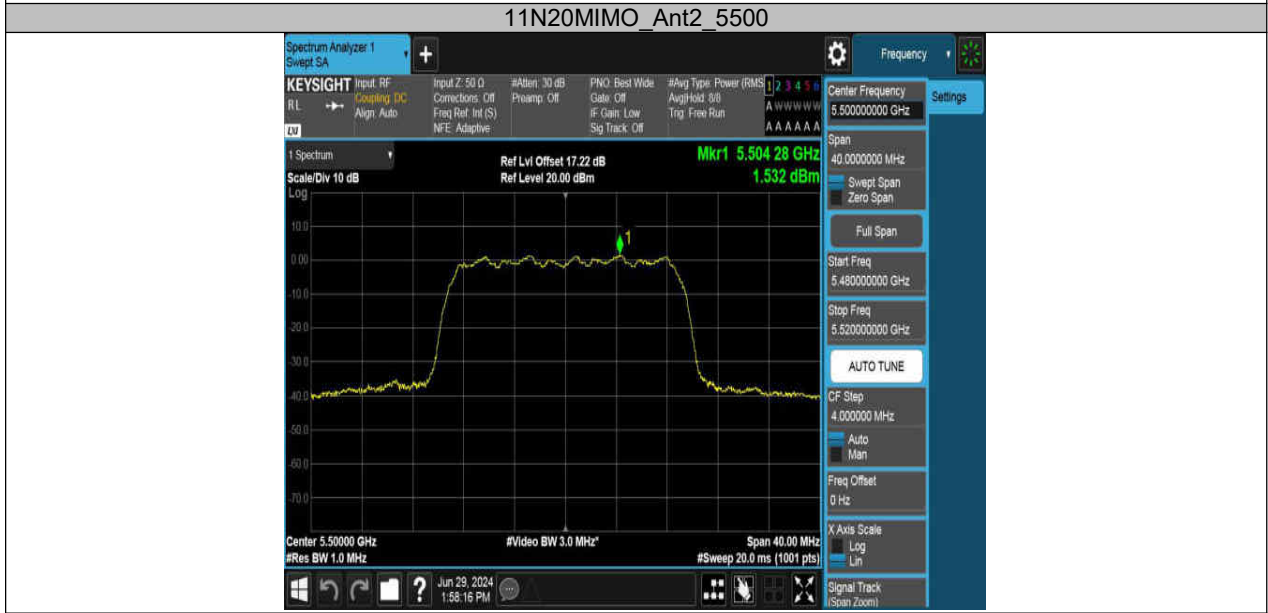 11N20MIMO_Ant2_5500
Spectrum Analyzer 1
Swept SA
+
Frequency
KEYSIGHT
RL
LXI
Input: RF
Coupling: DC
Align: Auto
Input Z: 50 Ω
Corrections: Off
Freq Ref: Int (S)
NFE: Adaptive
#Atten: 30 dB
Preamp: Off
PNO: Best Wide
Gate: Off
IF Gain: Low
Sig Track: Off
#Avg Type: Power (RMS
Avg|Hold: 8/8
Trig: Free Run
1 2 3 4 5 6
A W W W W W
A A A A A A
1 Spectrum
Scale/Div 10 dB
Log
Ref Lvl Offset 17.22 dB
Ref Level 20.00 dBm
Mkr1 5.504 28 GHz
1.532 dBm
10.0
0.00
-10.0
-20.0
-30.0
-40.0
-50.0
-60.0
-70.0
1
Center 5.50000 GHz
#Res BW 1.0 MHz
#Video BW 3.0 MHz*
Span 40.00 MHz
#Sweep 20.0 ms (1001 pts)
?
Jun 29, 2024
1:58:16 PM
Center Frequency
5.500000000 GHz
Settings
Span
40.0000000 MHz
Swept Span
Zero Span
Full Span
Start Freq
5.480000000 GHz
Stop Freq
5.520000000 GHz
AUTO TUNE
CF Step
4.000000 MHz
Auto
Man
Freq Offset
0 Hz
X Axis Scale
Log
Lin
Signal Track
(Span Zoom)